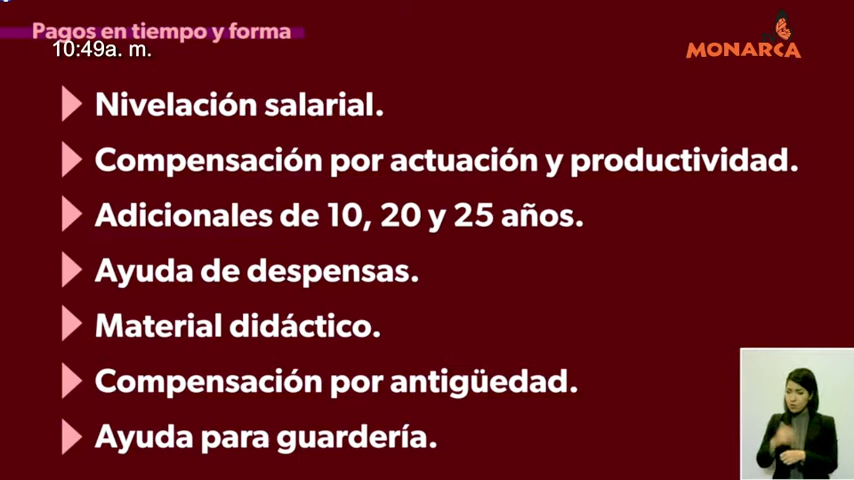 Pagos en tiempo y forma
10:49a. m.
MONARCA
Nivelación salarial.
Compensación por actuación y productividad.
Adicionales de 10, 20 y 25 años.
Ayuda de despensas.
Material didáctico.
Compensación por antigüedad.
Ayuda para guardería.